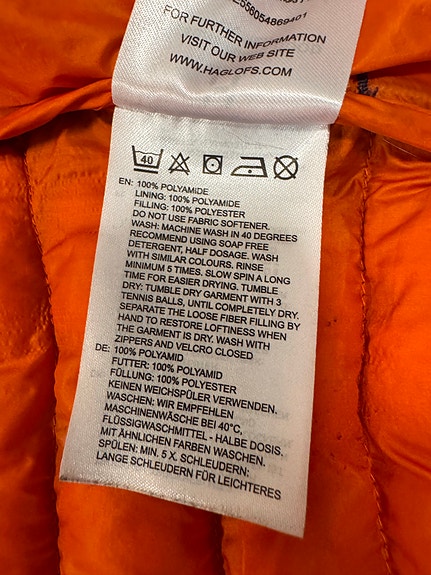 FOR FURTHER INFORMATION
VISIT OUR WEB SITE
WWW.HAGLOFS.COM
40
EN: 100% POLYAMIDE
LINING: 100% POLYAMIDE
FILLING: 100% POLYESTER
DO NOT USE FABRIC SOFTENER.
WASH: MACHINE WASH IN 40 DEGREES
RECOMMEND USING SOAP FREE
DETERGENT, HALF DOSAGE. WASH
WITH SIMILAR COLOURS. RINSE
MINIMUM 5 TIMES. SLOW SPIN A LONG
TIME FOR EASIER DRYING. TUMBLE
DRY: TUMBLE DRY GARMENT WITH 3
TENNIS BALLS, UNTIL COMPLETELY DRY.
SEPARATE THE LOOSE FIBER FILLING BY
HAND TO RESTORE LOFTINESS WHEN
THE GARMENT IS DRY. WASH WITH
ZIPPERS AND VELCRO CLOSED
DE: 100% POLYAMID
FUTTER: 100% POLYAMID
FÜLLUNG: 100% POLYESTER
KEINEN WEICHSPÜLER VERWENDEN.
WASCHEN: WIR EMPFEHLEN
MASCHINENWÄSCHE BEI 40°C,
FLÜSSIGWASCHMITTEL - HALBE DOSIS.
MIT ÄHNLICHEN FARBEN WASCHEN.
SPÜLEN: MIN. 5 X. SCHLEUDERN:
LANGE SCHLEUDERN FÜR LEICHTERES